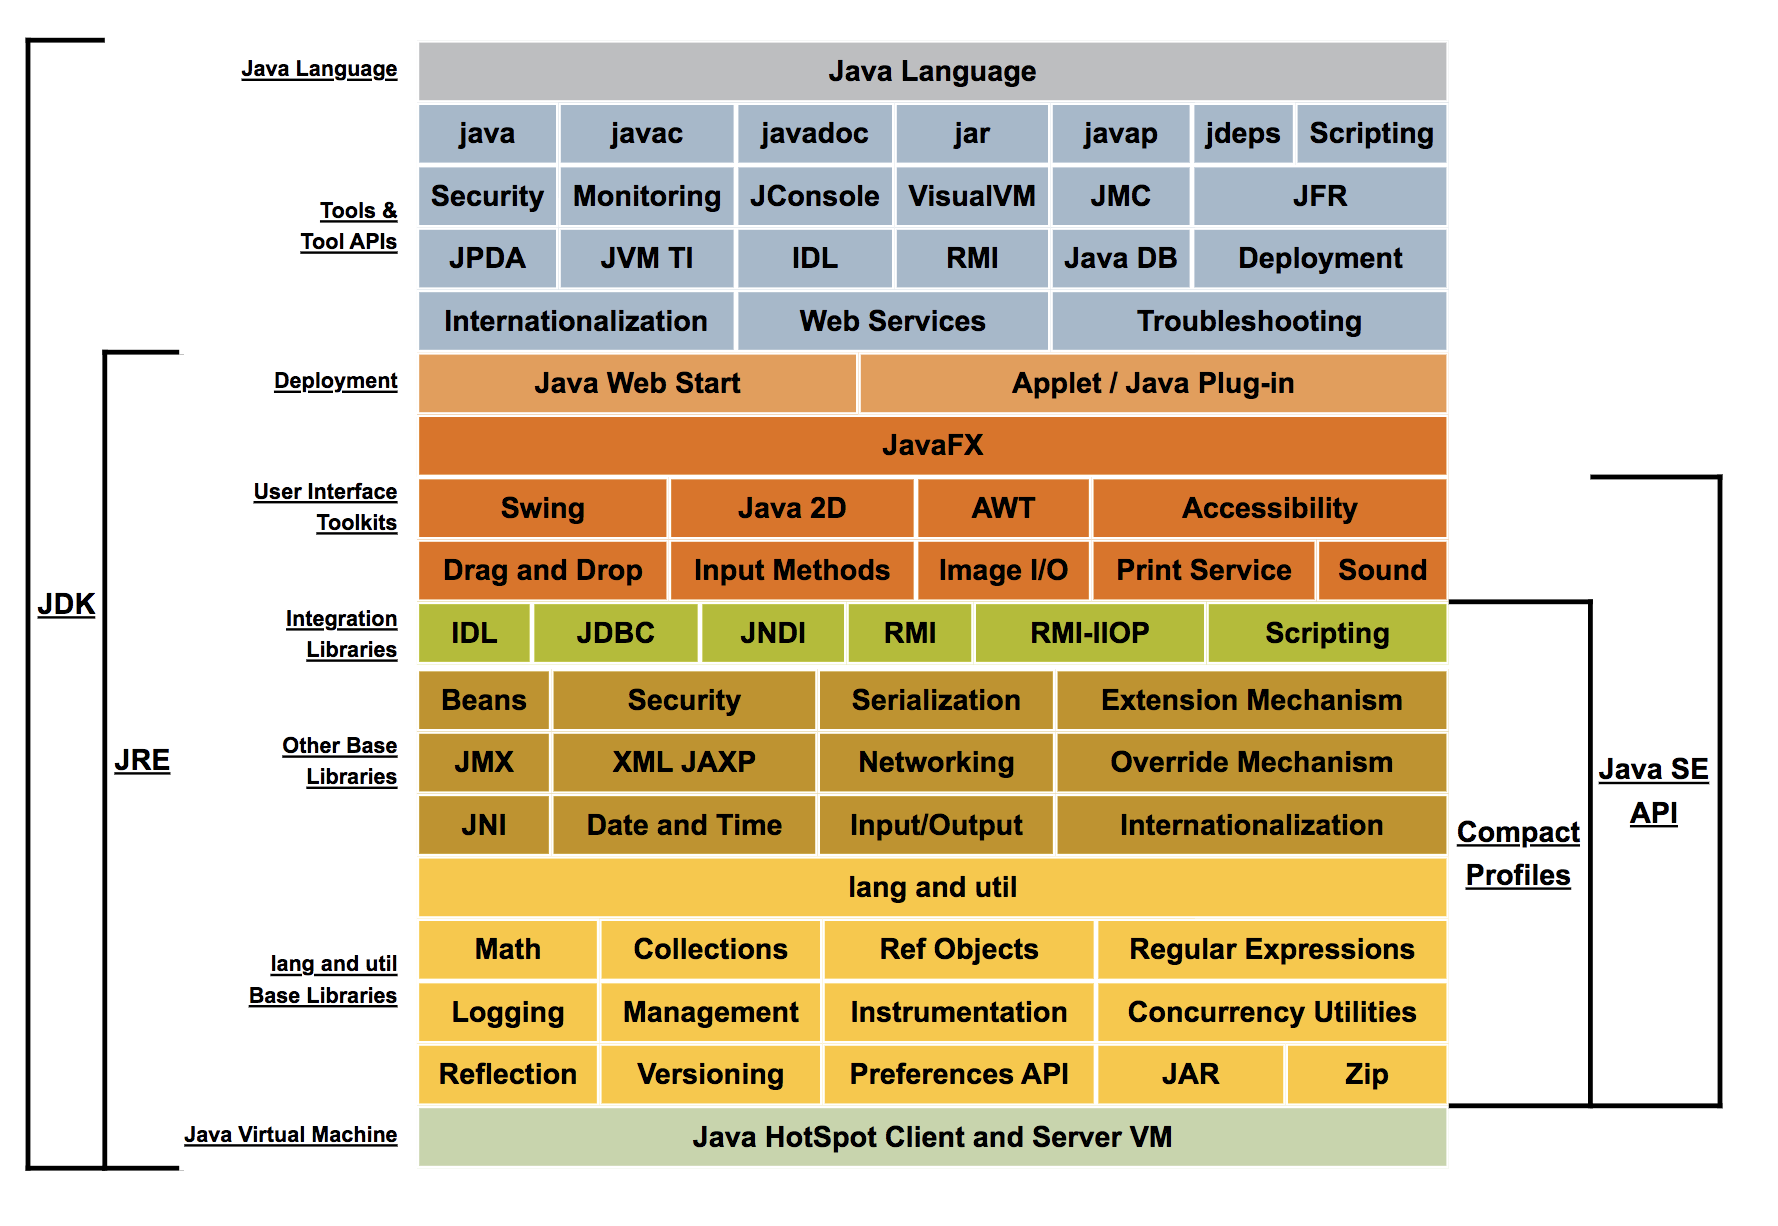 Java Language
Java Language
java javac javadoc jar javap jdeps Scripting
Tools &
Tool APIs
Security Monitoring JConsole VisualVM JMC JFR
JPDA JVM TI IDL RMI Java DB Deployment
Internationalization Web Services Troubleshooting
Deployment
Java Web Start Applet / Java Plug-in
JavaFX
User Interface
Toolkits
Swing Java 2D AWT Accessibility
Drag and Drop Input Methods Image I/O Print Service Sound
Integration
Libraries
IDL JDBC JNDI RMI RMI-IIOP Scripting
Other Base
Libraries
Beans Security Serialization Extension Mechanism
JMX XML JAXP Networking Override Mechanism
JNI Date and Time Input/Output Internationalization
lang and util
lang and util
Base Libraries
Math Collections Ref Objects Regular Expressions
Logging Management Instrumentation Concurrency Utilities
Reflection Versioning Preferences API JAR Zip
Java Virtual Machine
Java HotSpot Client and Server VM
JDK
JRE
Compact
Profiles
Java SE
API